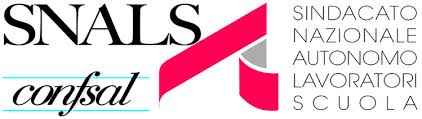 SNALS
confsal
SINDACATO
NAZIONALE
AUTONOMO
LAVORATORI
SCUOLA